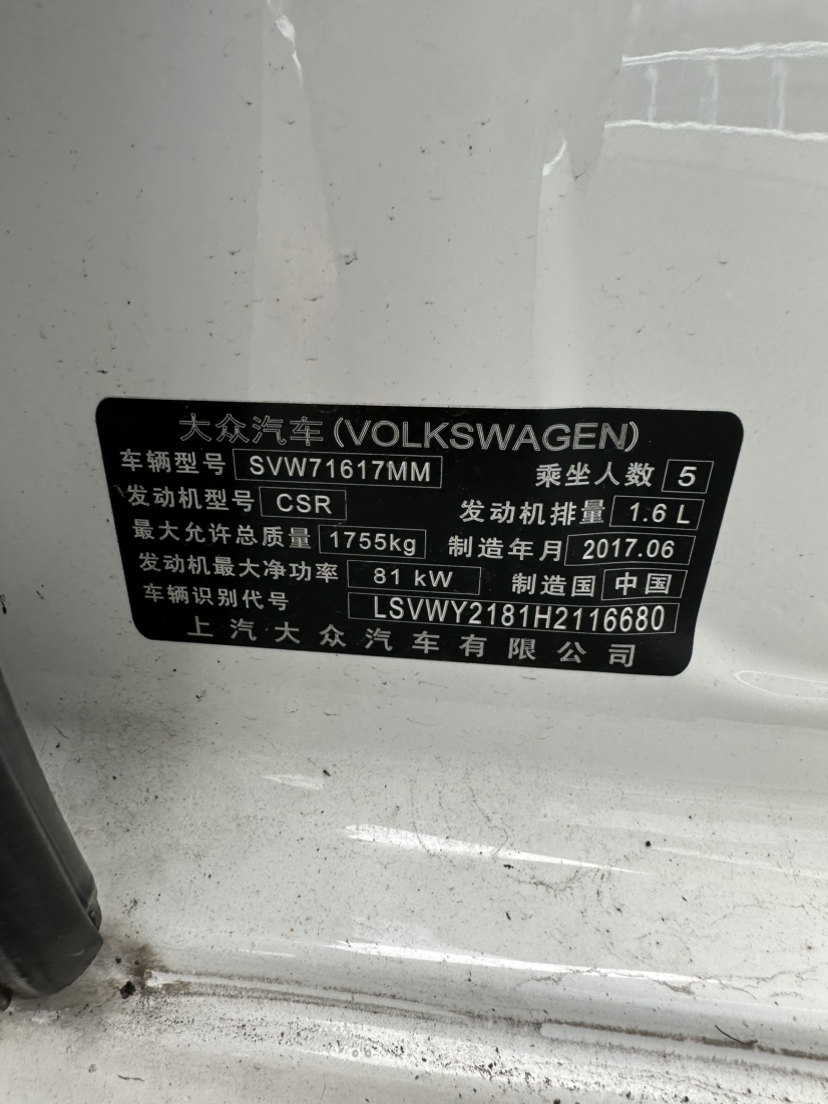 大众汽车(VOLKSWAGEN)
车辆型号 SVW71617MM 乘坐人数 5
发动机型号 CSR 发动机排量 1.6 L
最大允许总质量 1755kg 制造年月 2017.06
发动机最大净功率 81 kW 制造国 中国
车辆识别代号 LSVWY2181H2116680
上汽大众汽车有限公司